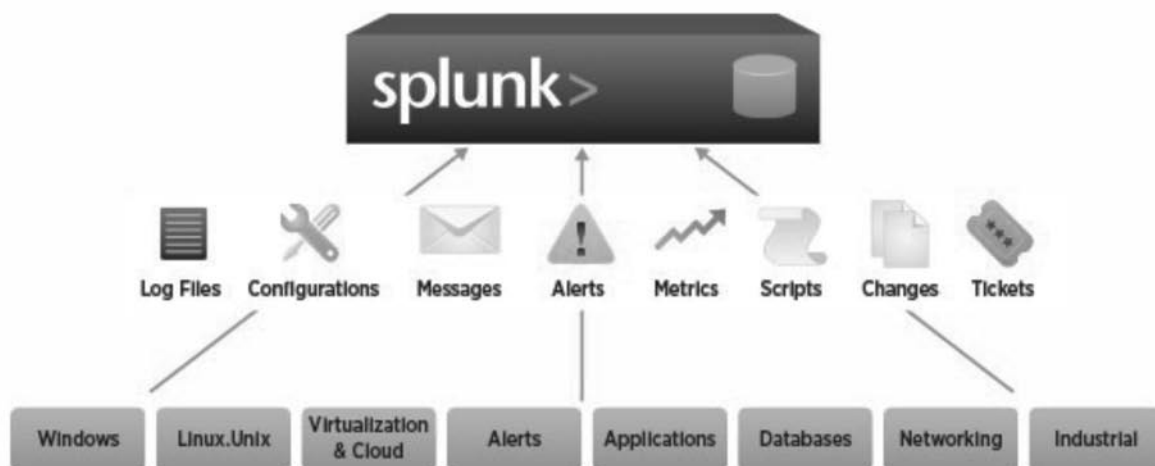 splunk>
Log Files Configurations Messages Alerts Metrics Scripts Changes Tickets
Windows Linux.Unix Virtualization & Cloud Alerts Applications Databases Networking Industrial